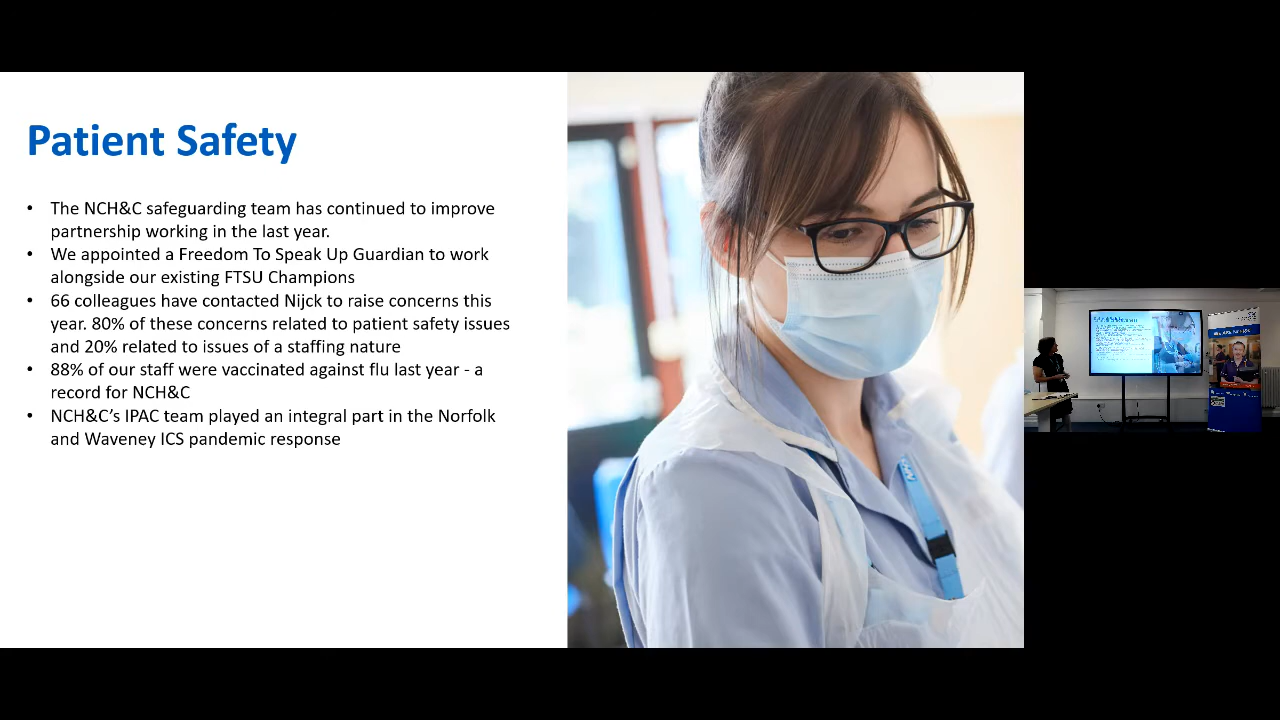 Patient Safety
• The NCH&C safeguarding team has continued to improve
partnership working in the last year.
• We appointed a Freedom To Speak Up Guardian to work
alongside our existing FTSU Champions
• 66 colleagues have contacted Nijck to raise concerns this
year. 80% of these concerns related to patient safety issues
and 20% related to issues of a staffing nature
• 88% of our staff were vaccinated against flu last year - a
record for NCH&C
• NCH&C’s IPAC team played an integral part in the Norfolk
and Waveney ICS pandemic response